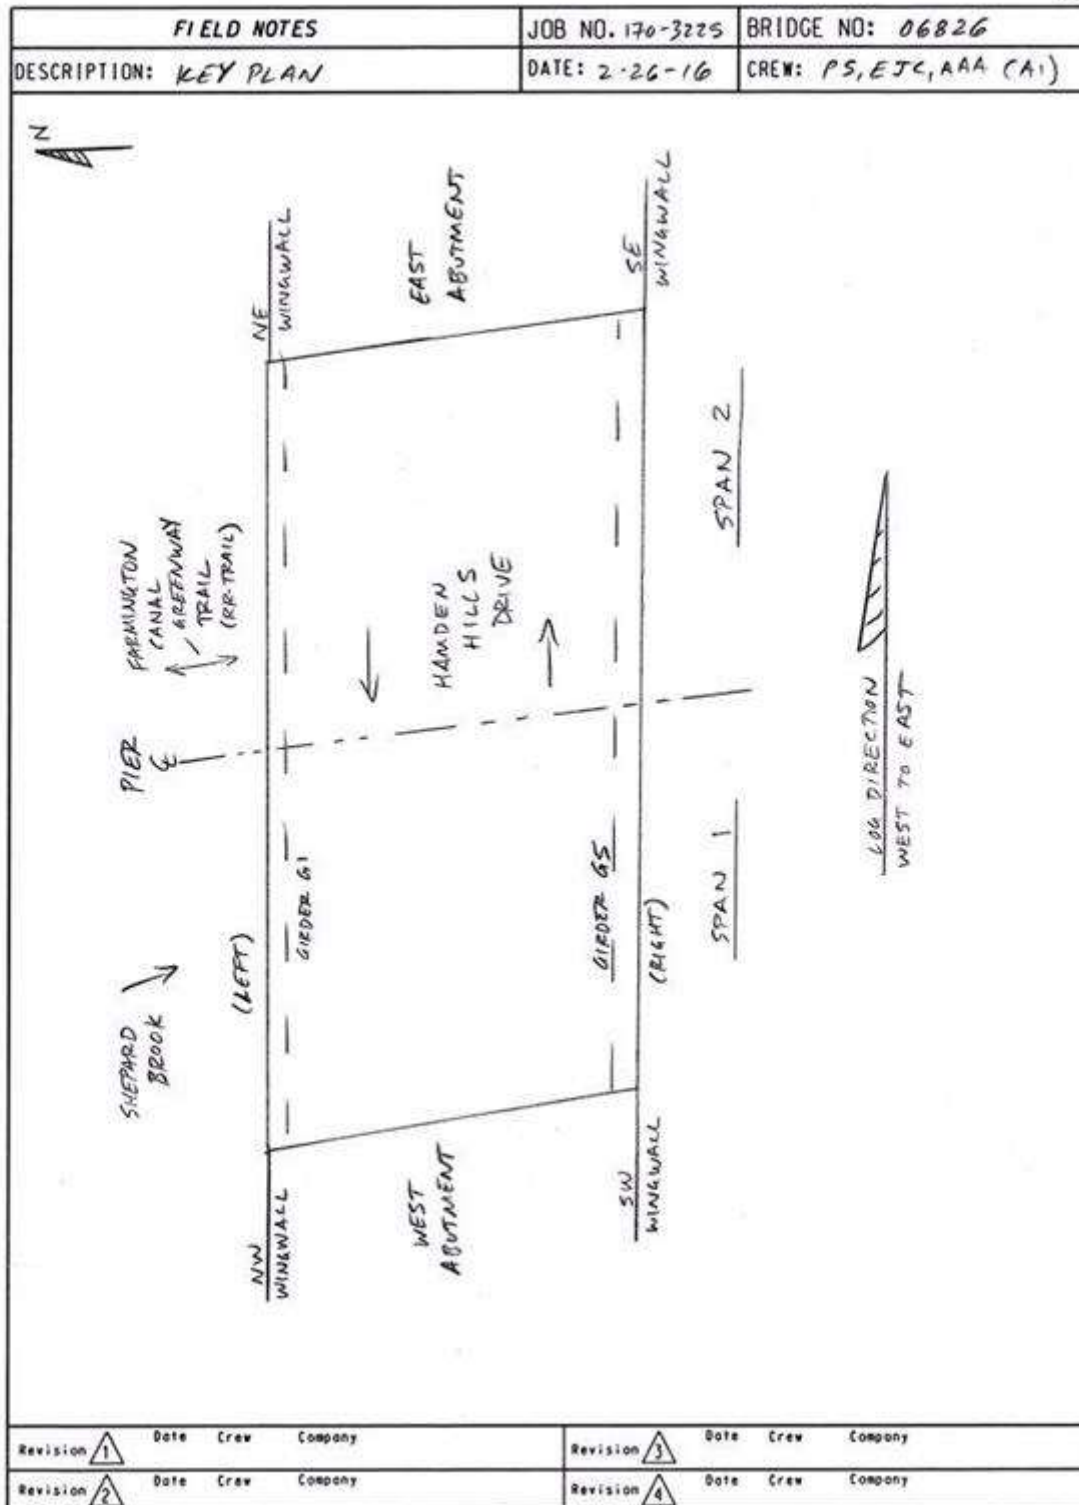 FIELD NOTES
JOB NO. 170-3225
BRIDGE NO: 06826
DESCRIPTION: KEY PLAN
DATE: 2-26-16
CREW: PS, EJC, AAA (A1)
N
NE
WINGWALL
EAST
ABUTMENT
SE
WINGWALL
FARMINGTON
CANAL
GREENWAY
TRAIL
(RR-TRAIL)
HAMDEN
HILLS
DRIVE
SPAN 2
PIER
℄
LOG DIRECTION
WEST TO EAST
SHEPARD
BROOK
(LEFT)
GIRDER G1
GIRDER G5
(RIGHT)
SPAN 1
NW
WINGWALL
WEST
ABUTMENT
SW
WINGWALL
Revision 1 Date Crew Company
Revision 3 Date Crew Company
Revision 2 Date Crew Company
Revision 4 Date Crew Company